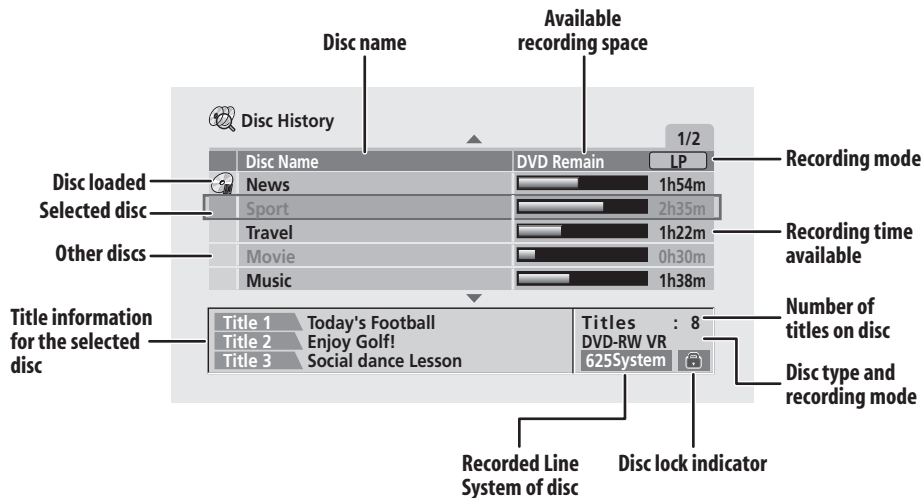 Available
recording space
Disc name
Disc History
1/2
Disc Name DVD Remain LP
Recording mode
Disc loaded
News 1h54m
Selected disc
Sport 2h35m
Travel 1h22m
Recording time
available
Other discs
Movie 0h30m
Music 1h38m
Title information
for the selected
disc
Title 1 Today's Football
Title 2 Enjoy Golf!
Title 3 Social dance Lesson
Titles : 8
DVD-RW VR
625System
Number of
titles on disc
Disc type and
recording mode
Recorded Line
System of disc
Disc lock indicator